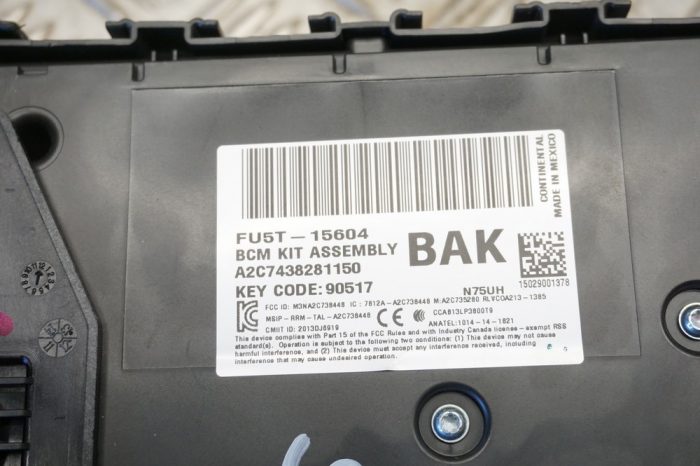 CONTINENTAL
MADE IN MEXICO
FU5T-15604
BCM KIT ASSEMBLY
BAK
A2C7438281150
KEY CODE: 90517
15029001378
N75UH
FCC ID: M3NA2C738448 IC: 7812A-A2C738448 M:A2C735280 RLVCOA213-1385
MSIP-RRM-TAL-A2C738448 CE CCAB13LP3800T9
CMIIT ID: 2013DJ6919 ANATEL: 1014-14-1821
This device complies with Part 15 of the FCC Rules and with Industry Canada license-exempt RSS
standard(s). Operation is subject to the following two conditions: (1) This device may not cause
harmful interference, and (2) This device must accept any interference received, including
interference that may cause undesired operation.